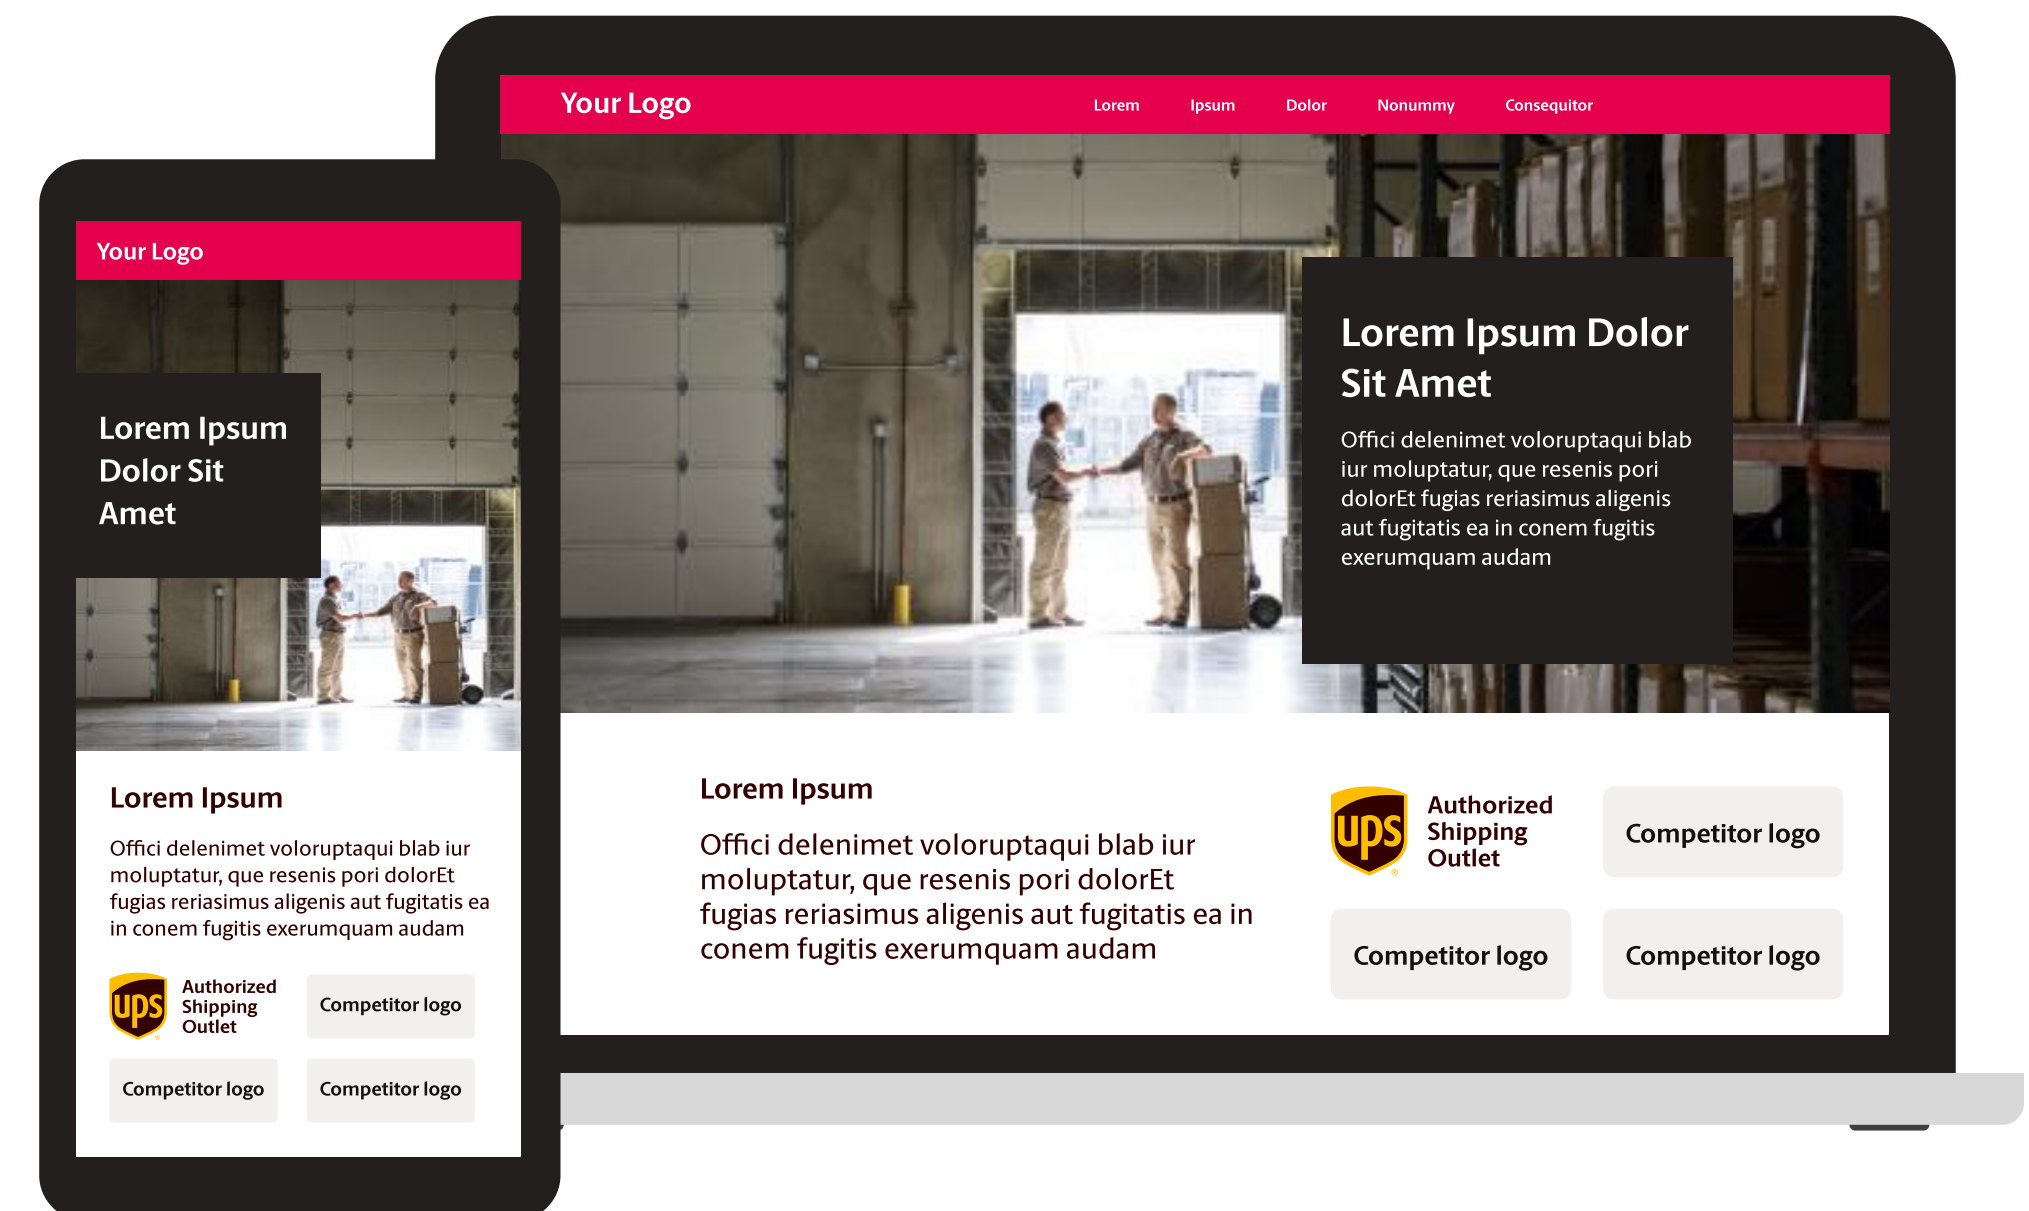 Your Logo
Lorem Ipsum Dolor Nonummy Consequitor
Lorem Ipsum Dolor
Sit Amet
Offici delenimet voloruptaqui blab
iur moluptatur, que resenis pori
dolorEt fugias reriasimus aligenis
aut fugitatis ea in conem fugitis
exerumquam audam
Lorem Ipsum
Offici delenimet voloruptaqui blab iur
moluptatur, que resenis pori dolorEt
fugias reriasimus aligenis aut fugitatis ea in
conem fugitis exerumquam audam
ups
®
Authorized
Shipping
Outlet
Competitor logo
Competitor logo
Competitor logo
Your Logo
Lorem Ipsum
Dolor Sit
Amet
Lorem Ipsum
Offici delenimet voloruptaqui blab iur
moluptatur, que resenis pori dolorEt
fugias reriasimus aligenis aut fugitatis ea
in conem fugitis exerumquam audam
ups
®
Authorized
Shipping
Outlet
Competitor logo
Competitor logo
Competitor logo